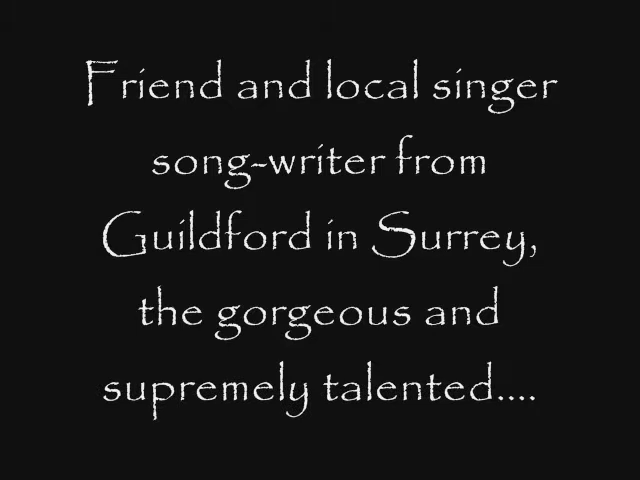 Friend and local singer
song-writer from
Guildford in Surrey,
the gorgeous and
supremely talented....